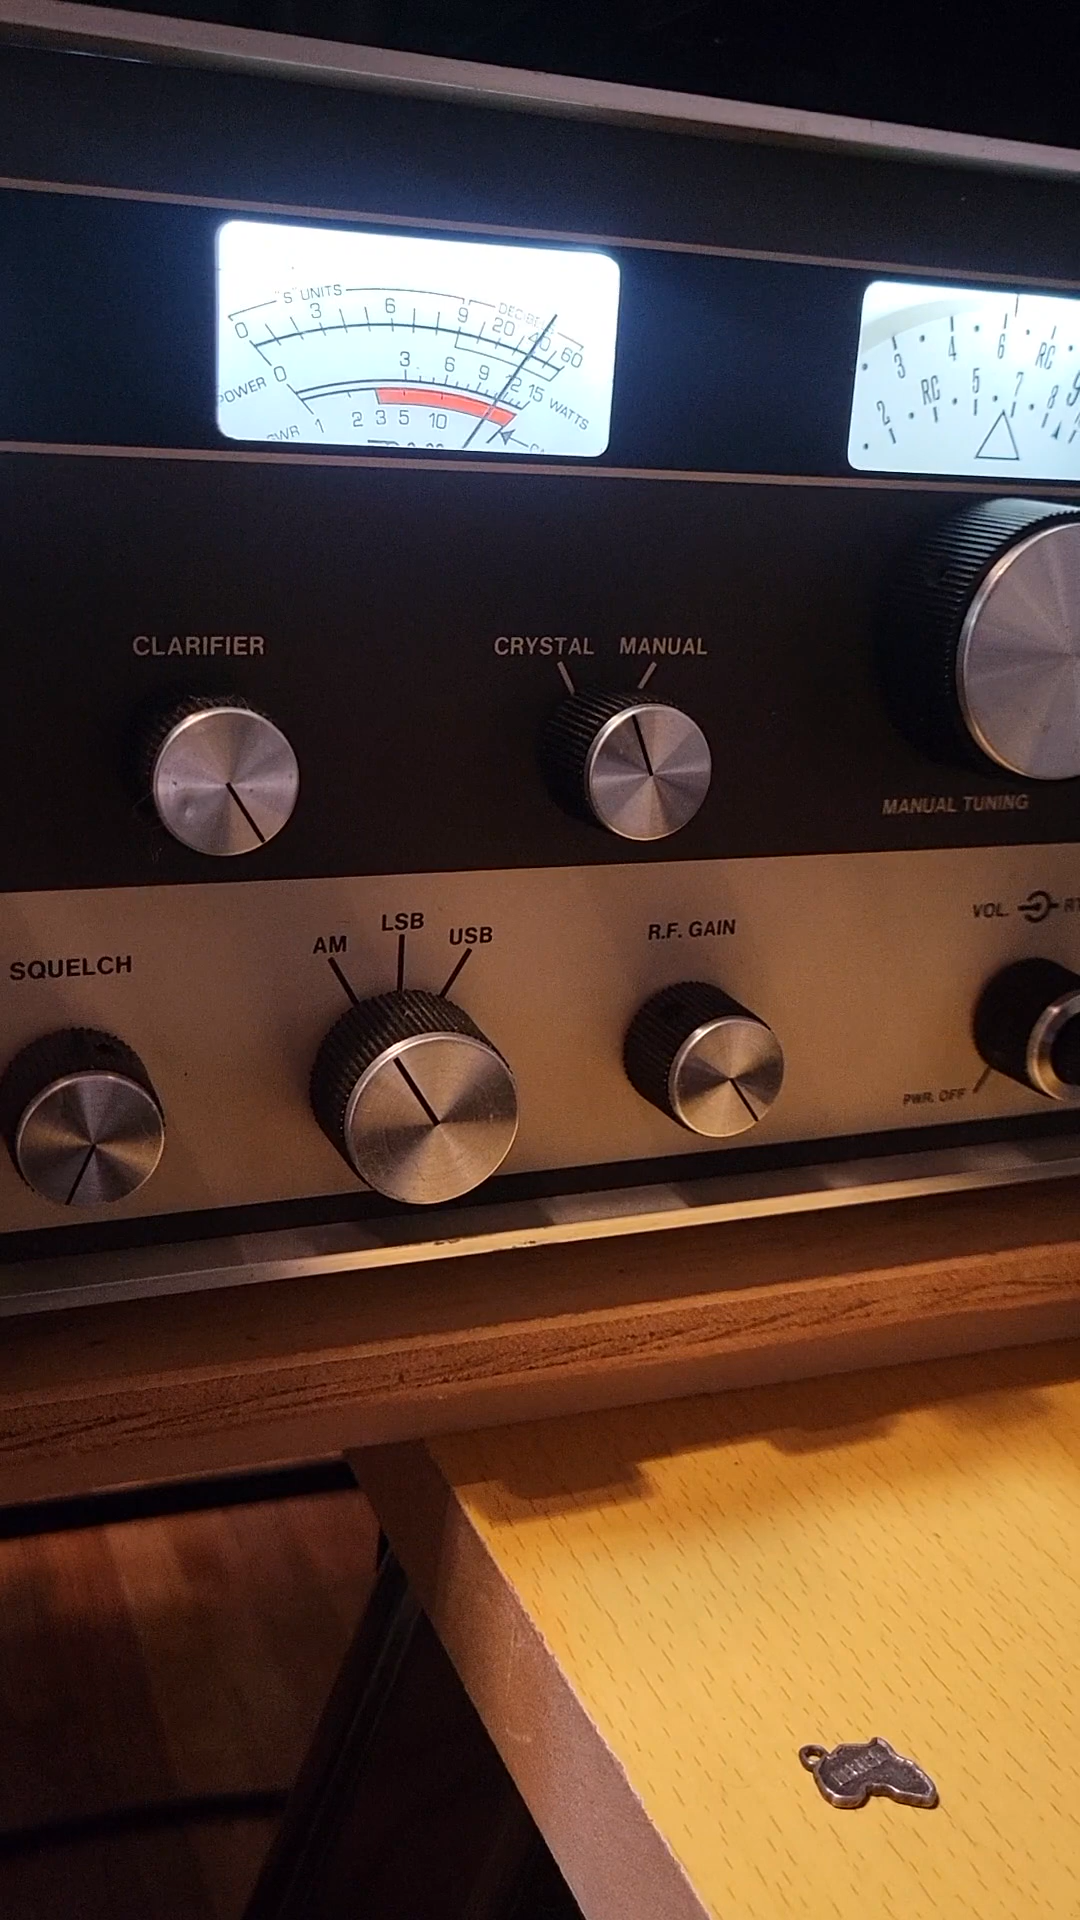 "S" UNITS
DECIBELS
0 3 6 9 20 40 60
POWER 0 3 6 9 12 15 WATTS
SWR 1 2 3 5 10
3 4 6 RC
2 RC 5 7 8 9
CLARIFIER
CRYSTAL MANUAL
MANUAL TUNING
AM LSB USB
SQUELCH
R.F. GAIN
VOL.
PWR. OFF